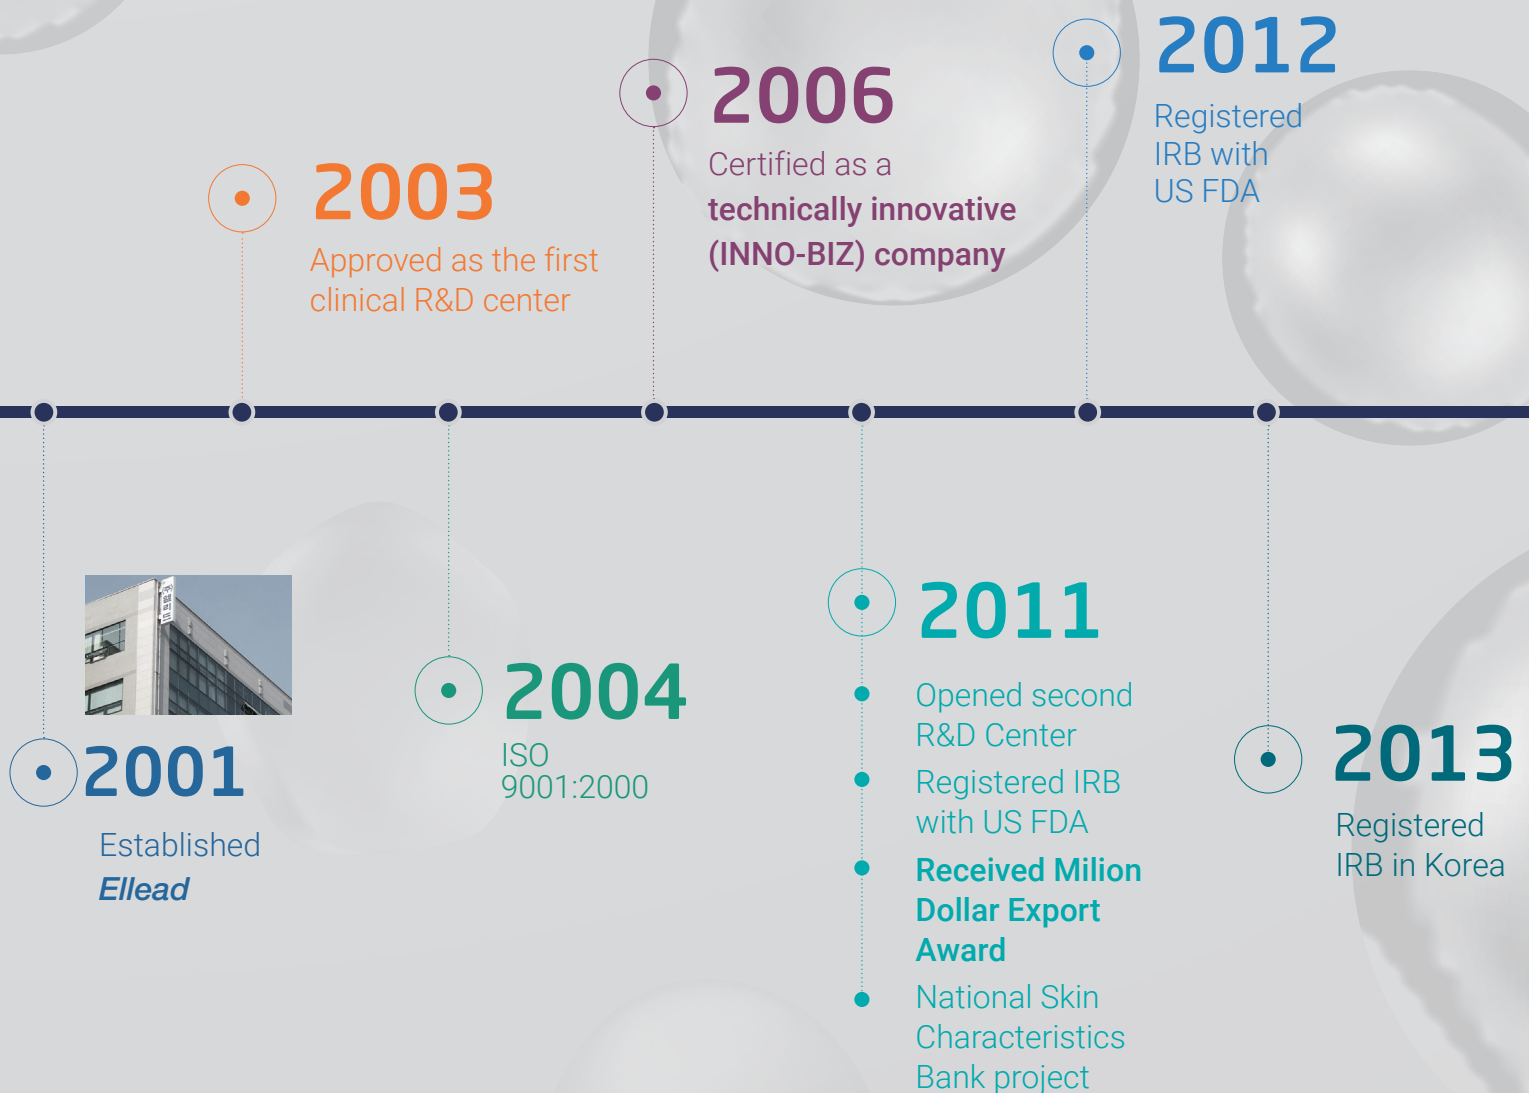 2001
Established
Ellead
2003
Approved as the first
clinical R&D center
2004
ISO
9001:2000
2006
Certified as a
technically innovative
(INNO-BIZ) company
2011
Opened second
R&D Center
Registered IRB
with US FDA
Received Milion
Dollar Export
Award
National Skin
Characteristics
Bank project
2012
Registered
IRB with
US FDA
2013
Registered
IRB in Korea